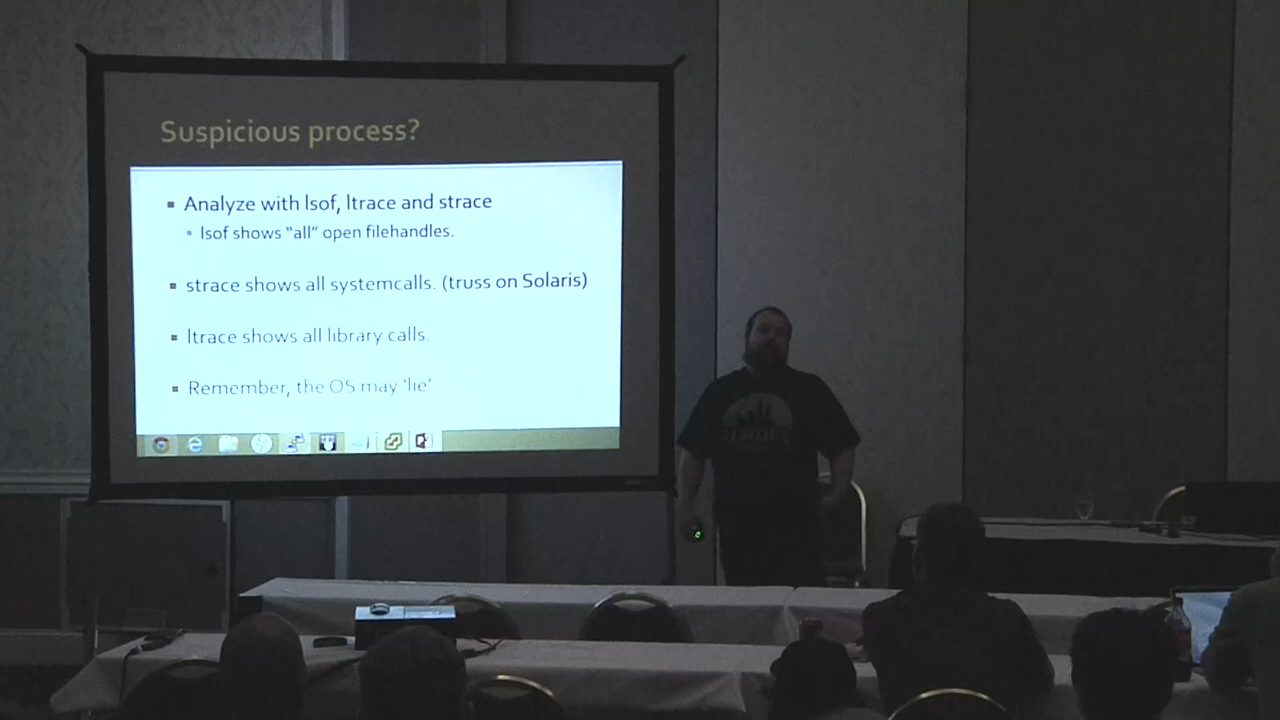 Suspicious process?
Analyze with lsof, ltrace and strace
lsof shows “all” open filehandles.
strace shows all systemcalls. (truss on Solaris)
ltrace shows all library calls.
Remember, the OS may ‘lie’